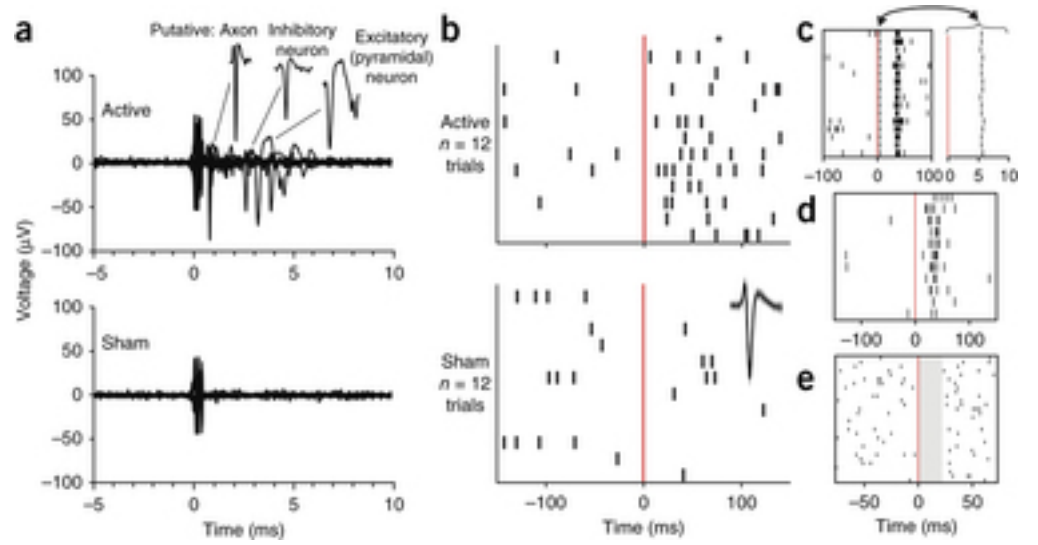 a
Putative: Axon
Inhibitory
neuron
Excitatory
(pyramidal)
neuron
Active
100
50
0
−50
−100
−5
0
5
10
Voltage (µV)
Sham
100
50
0
−50
−100
−5
0
5
10
Time (ms)
b
*
Active
n = 12
trials
Sham
n = 12
trials
−100
0
100
Time (ms)
c
−100
0
100
0
5
10
d
−100
0
100
e
−50
0
50
Time (ms)